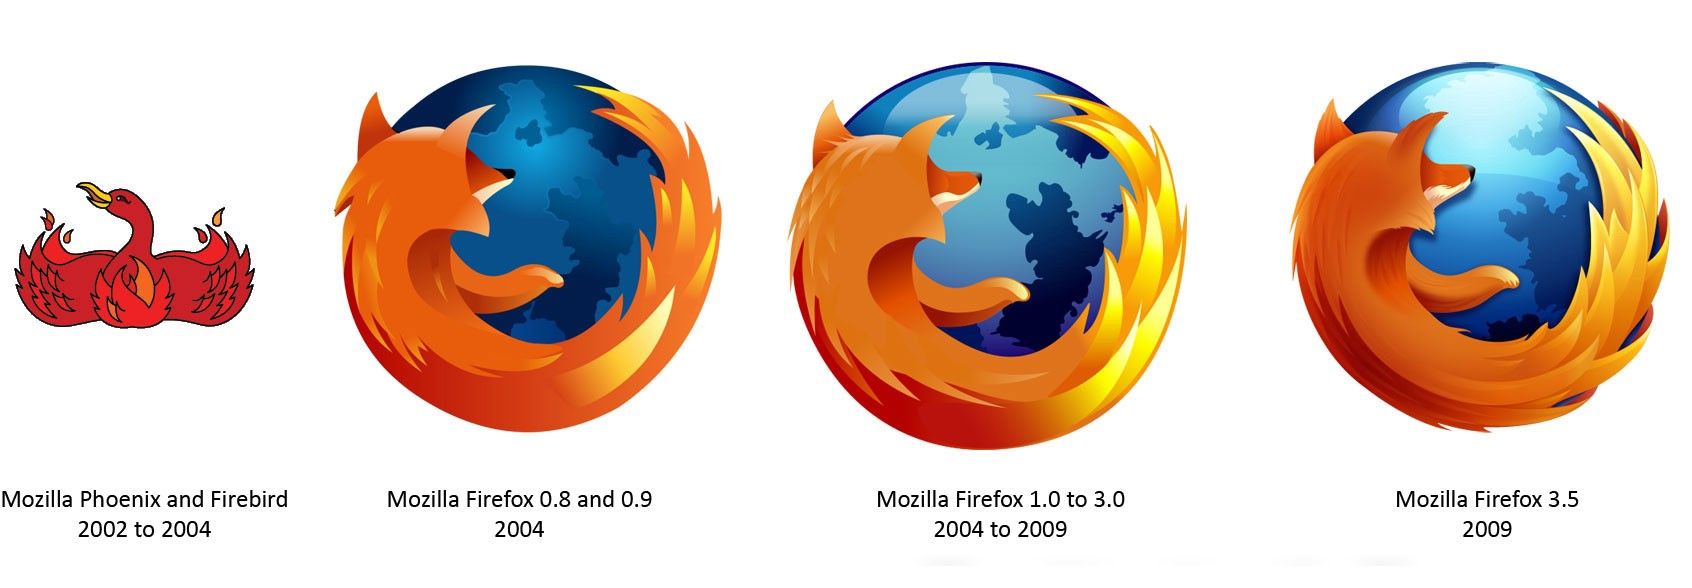 Mozilla Phoenix and Firebird
2002 to 2004
Mozilla Firefox 0.8 and 0.9
2004
Mozilla Firefox 1.0 to 3.0
2004 to 2009
Mozilla Firefox 3.5
2009